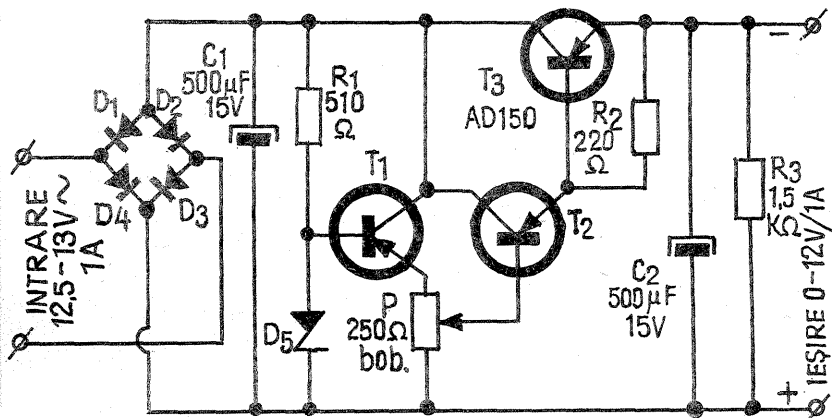 C1
500µF
15V
D1
D2
D4
D3
INTRARE
12,5-13V~
1A
R1
510
Ω
T1
D5
P
250Ω
bob.
T3
AD150
T2
R2
220
Ω
C2
500µF
15V
R3
1,5
KΩ
−
+
IEȘIRE 0-12V/1A